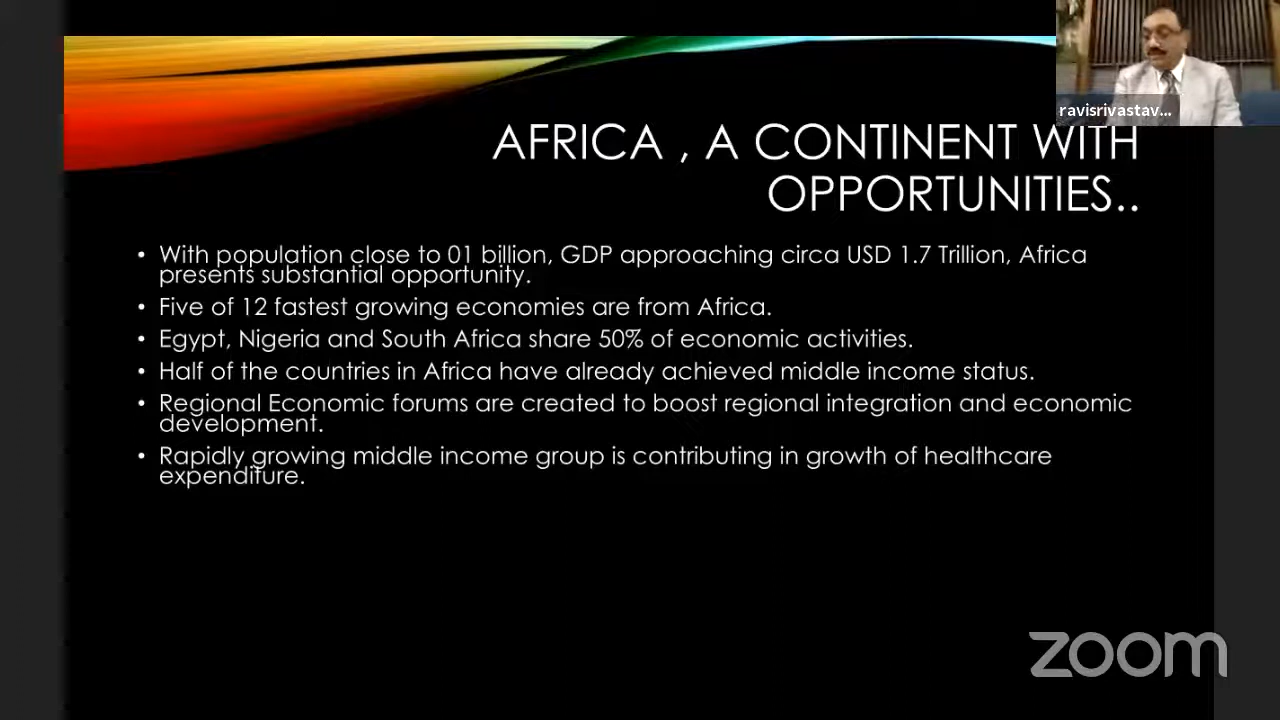 ravisrivastav...
AFRICA , A CONTINENT WITH
OPPORTUNITIES..
• With population close to 01 billion, GDP approaching circa USD 1.7 Trillion, Africa
presents substantial opportunity.
• Five of 12 fastest growing economies are from Africa.
• Egypt, Nigeria and South Africa share 50% of economic activities.
• Half of the countries in Africa have already achieved middle income status.
• Regional Economic forums are created to boost regional integration and economic
development.
• Rapidly growing middle income group is contributing in growth of healthcare
expenditure.
zoom